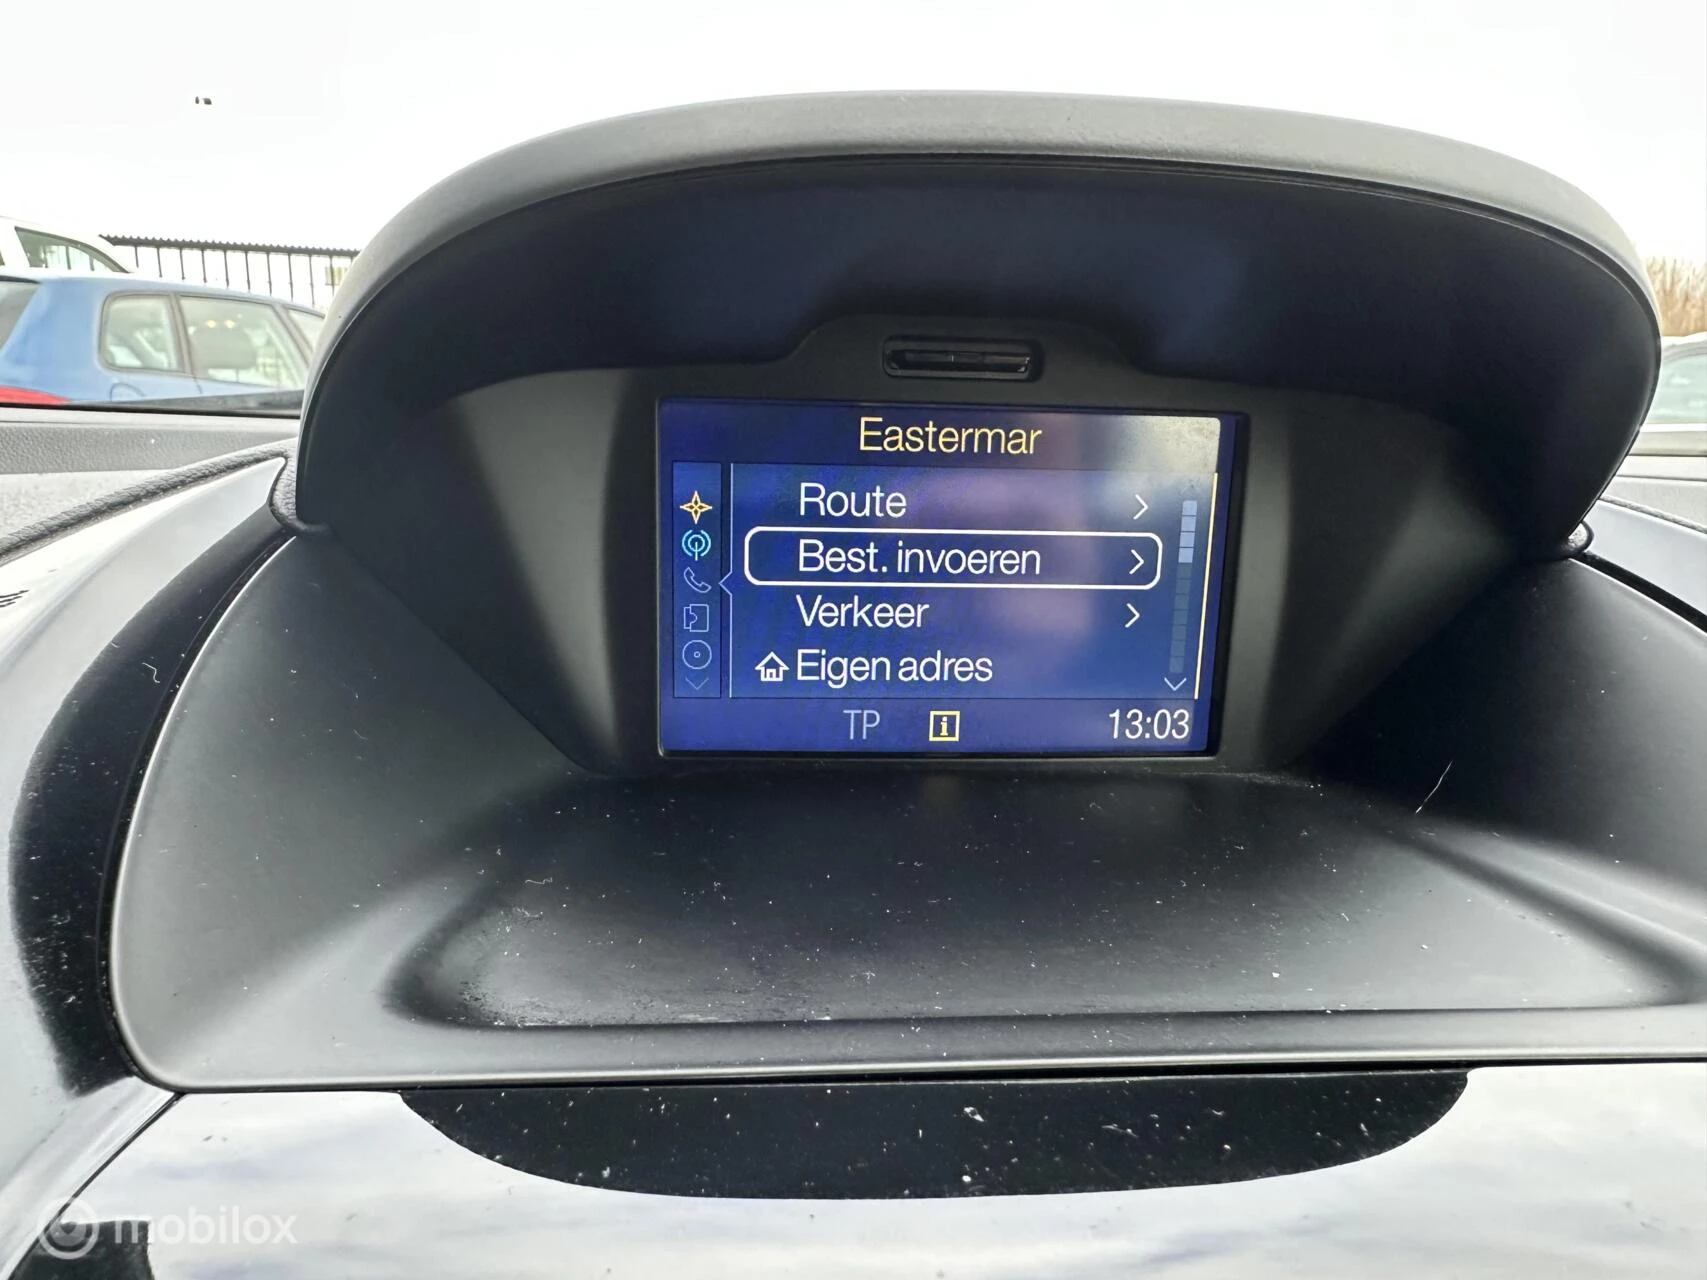 Eastermar
Route
Best. invoeren
Verkeer
Eigen adres
TP i 13:03
mobilox